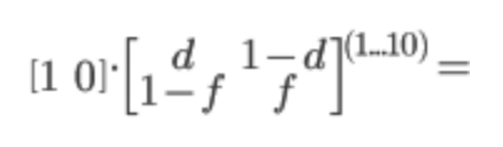 [1 0]·[d 1−d
1−f f](1...10) =